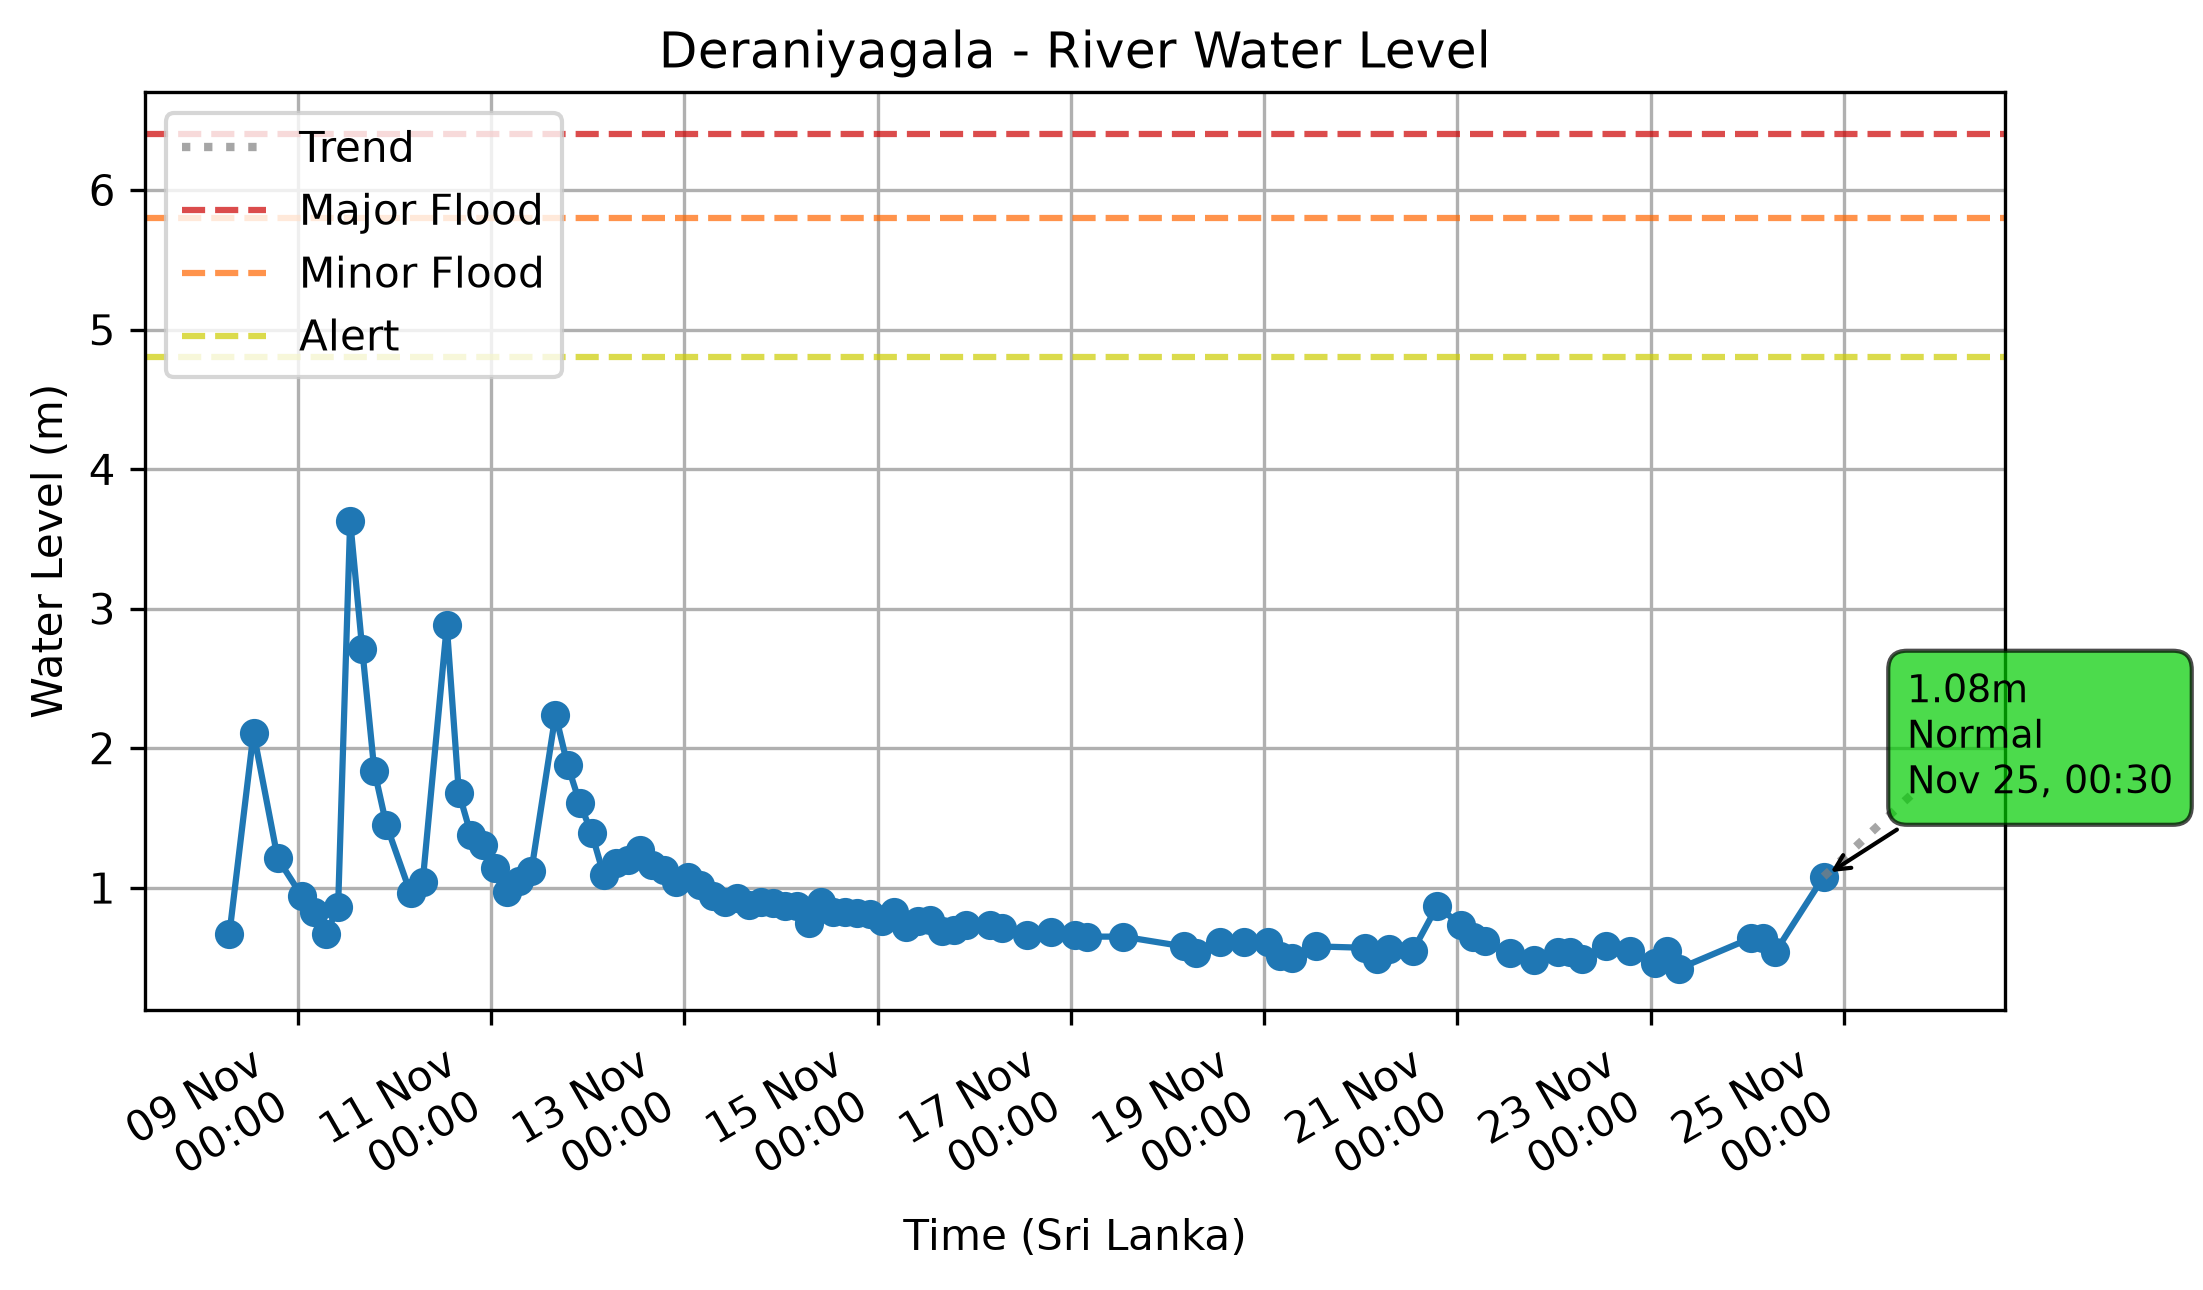 Deraniyagala - River Water Level
Trend
Major Flood
Minor Flood
Alert
6
5
4
3
2
1
Water Level (m)
1.08m
Normal
Nov 25, 00:30
09 Nov
00:00
11 Nov
00:00
13 Nov
00:00
15 Nov
00:00
17 Nov
00:00
19 Nov
00:00
21 Nov
00:00
23 Nov
00:00
25 Nov
00:00
Time (Sri Lanka)